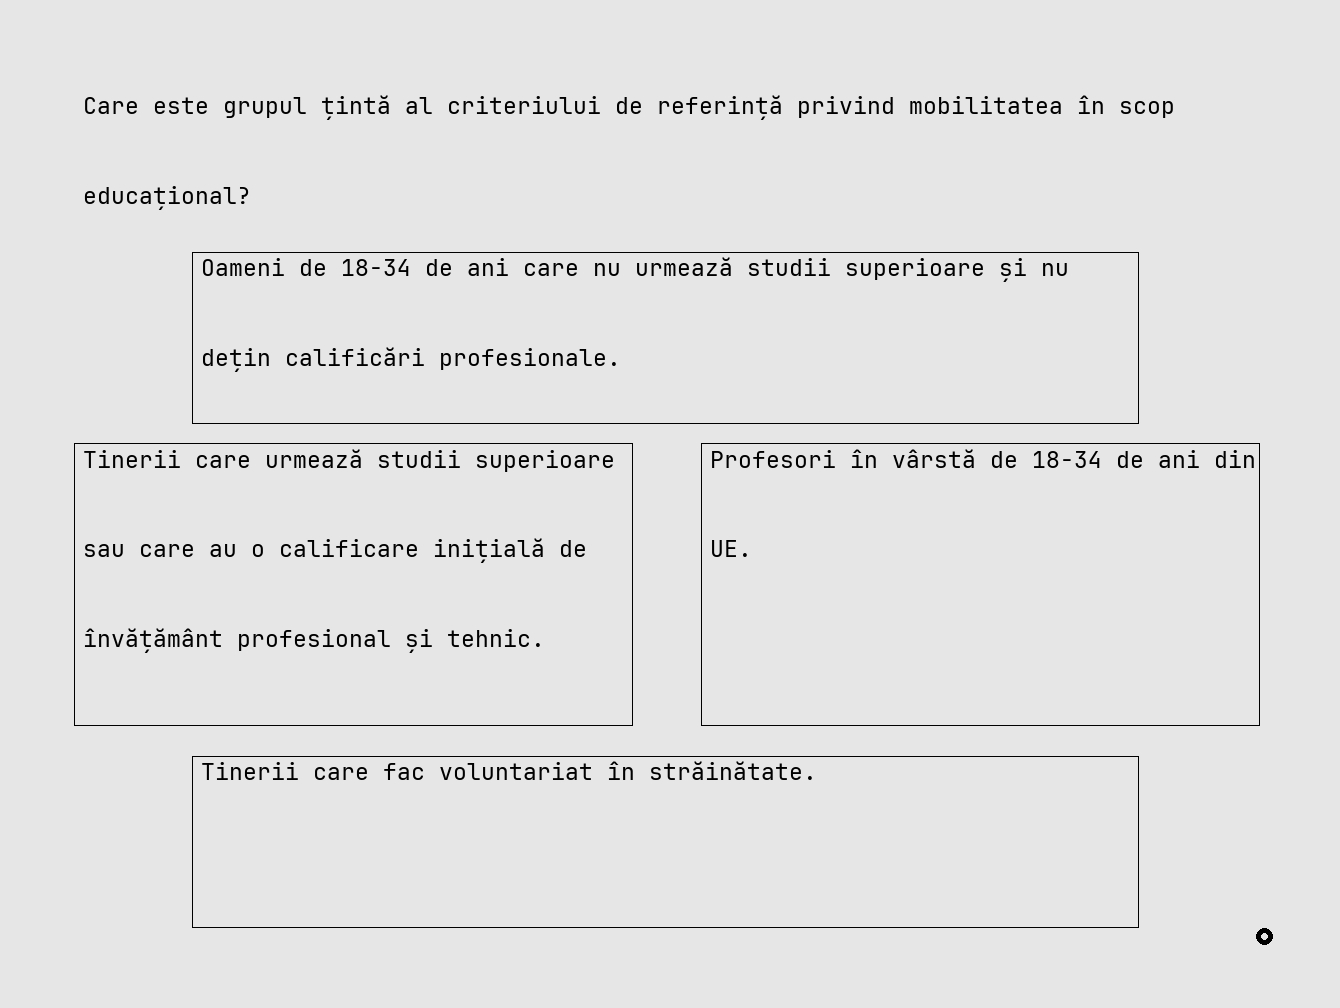 Care este grupul țintă al criteriului de referință privind mobilitatea în scop
educațional?
Oameni de 18-34 de ani care nu urmează studii superioare și nu
dețin calificări profesionale.
Tinerii care urmează studii superioare
sau care au o calificare inițială de
învățământ profesional și tehnic.
Profesori în vârstă de 18-34 de ani din
UE.
Tinerii care fac voluntariat în străinătate.